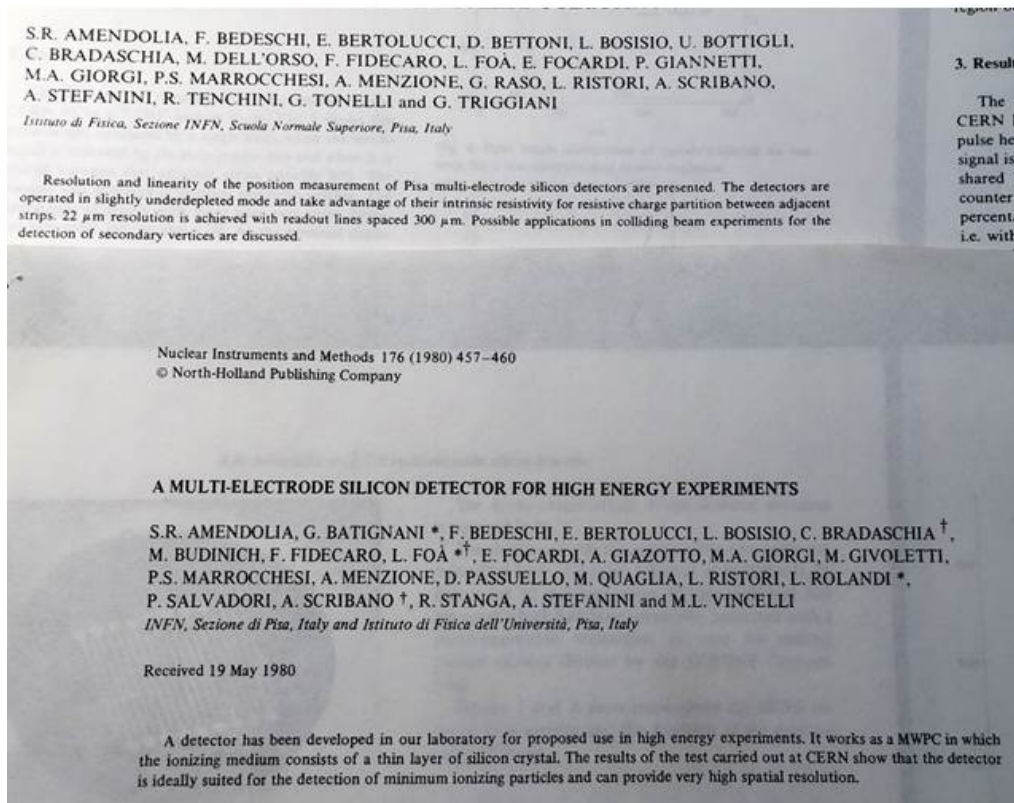 S.R. AMENDOLIA, F. BEDESCHI, E. BERTOLUCCI, D. BETTONI, L. BOSISIO, U. BOTTIGLI,
C. BRADASCHIA, M. DELL'ORSO, F. FIDECARO, L. FOÀ, E. FOCARDI, P. GIANNETTI,
M.A. GIORGI, P.S. MARROCCHESI, A. MENZIONE, G. RASO, L. RISTORI, A. SCRIBANO,
A. STEFANINI, R. TENCHINI, G. TONELLI and G. TRIGGIANI
Istituto di Fisica, Sezione INFN, Scuola Normale Superiore, Pisa, Italy
Resolution and linearity of the position measurement of Pisa multi-electrode silicon detectors are presented. The detectors are
operated in slightly underdepleted mode and take advantage of their intrinsic resistivity for resistive charge partition between adjacent
strips. 22 μm resolution is achieved with readout lines spaced 300 μm. Possible applications in colliding beam experiments for the
detection of secondary vertices are discussed.
3. Resul
The
CERN
pulse he
signal is
shared
counter
percent
i.e. with
Nuclear Instruments and Methods 176 (1980) 457–460
© North-Holland Publishing Company
A MULTI-ELECTRODE SILICON DETECTOR FOR HIGH ENERGY EXPERIMENTS
S.R. AMENDOLIA, G. BATIGNANI *, F. BEDESCHI, E. BERTOLUCCI, L. BOSISIO, C. BRADASCHIA †,
M. BUDINICH, F. FIDECARO, L. FOÀ *†, E. FOCARDI, A. GIAZOTTO, M.A. GIORGI, M. GIVOLETTI,
P.S. MARROCCHESI, A. MENZIONE, D. PASSUELLO, M. QUAGLIA, L. RISTORI, L. ROLANDI *,
P. SALVADORI, A. SCRIBANO †, R. STANGA, A. STEFANINI and M.L. VINCELLI
INFN, Sezione di Pisa, Italy and Istituto di Fisica dell'Università, Pisa, Italy
Received 19 May 1980
A detector has been developed in our laboratory for proposed use in high energy experiments. It works as a MWPC in which
the ionizing medium consists of a thin layer of silicon crystal. The results of the test carried out at CERN show that the detector
is ideally suited for the detection of minimum ionizing particles and can provide very high spatial resolution.